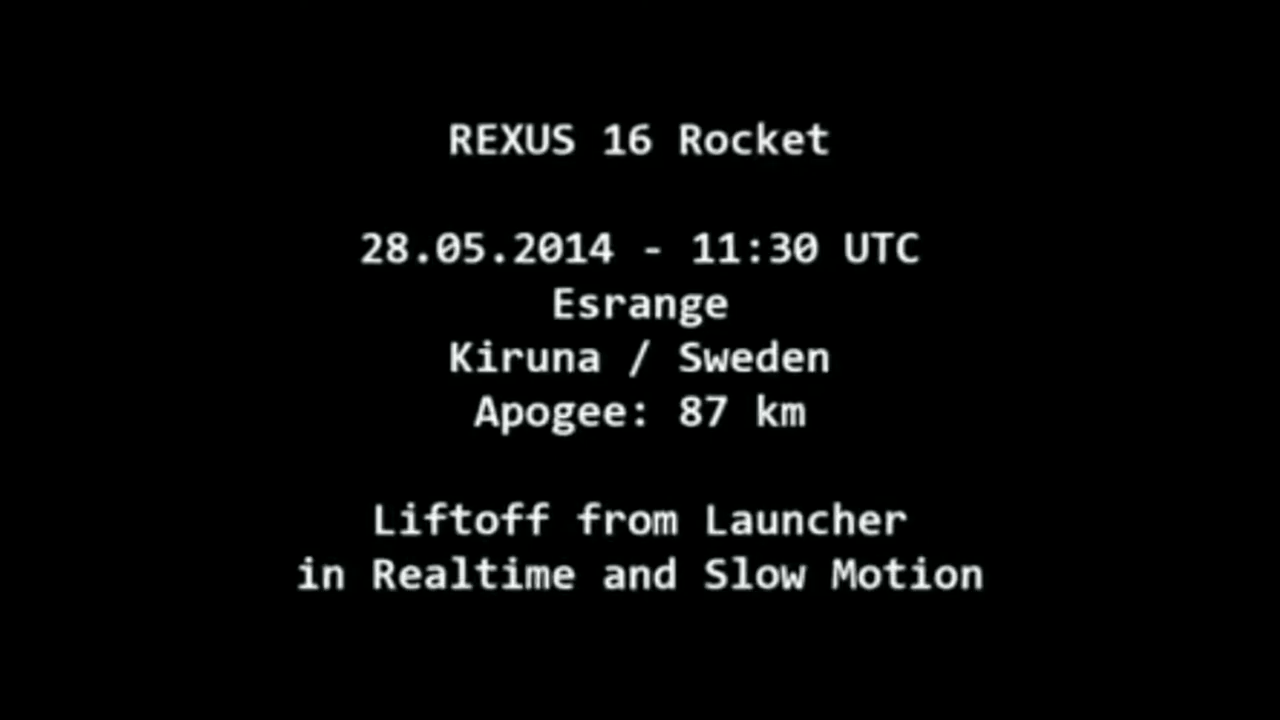 REXUS 16 Rocket
28.05.2014 - 11:30 UTC
Esrange
Kiruna / Sweden
Apogee: 87 km
Liftoff from Launcher
in Realtime and Slow Motion